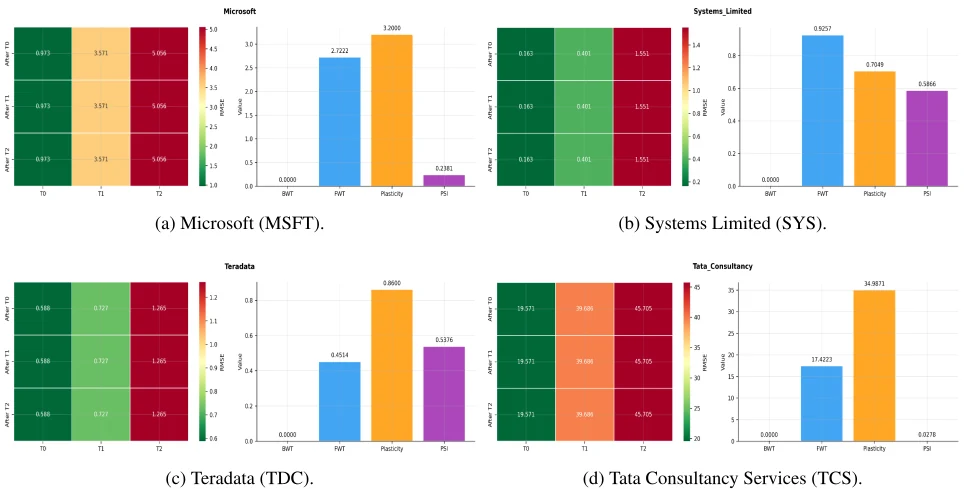 Microsoft
After T0
After T1
After T2
0.973 3.571 5.056
0.973 3.571 5.056
0.973 3.571 5.056
T0 T1 T2
5.0
4.5
4.0
3.5
3.0
2.5
2.0
1.5
1.0
RMSE
Value
3.0
2.5
2.0
1.5
1.0
0.5
0.0
0.0000
2.7222
3.2000
0.2381
BWT FWT Plasticity PSI
(a) Microsoft (MSFT).
Systems_Limited
After T0
After T1
After T2
0.163 0.401 1.551
0.163 0.401 1.551
0.163 0.401 1.551
T0 T1 T2
1.4
1.2
1.0
0.8
0.6
0.4
0.2
RMSE
Value
0.8
0.6
0.4
0.2
0.0
0.0000
0.9257
0.7049
0.5866
BWT FWT Plasticity PSI
(b) Systems Limited (SYS).
Teradata
After T0
After T1
After T2
0.588 0.727 1.265
0.588 0.727 1.265
0.588 0.727 1.265
T0 T1 T2
1.2
1.1
1.0
0.9
0.8
0.7
0.6
RMSE
Value
0.8
0.6
0.4
0.2
0.0
0.0000
0.4514
0.8600
0.5376
BWT FWT Plasticity PSI
(c) Teradata (TDC).
Tata_Consultancy
After T0
After T1
After T2
19.571 39.686 45.705
19.571 39.686 45.705
19.571 39.686 45.705
T0 T1 T2
45
40
35
30
25
20
RMSE
Value
35
30
25
20
15
10
5
0
0.0000
17.4223
34.9871
0.0278
BWT FWT Plasticity PSI
(d) Tata Consultancy Services (TCS).